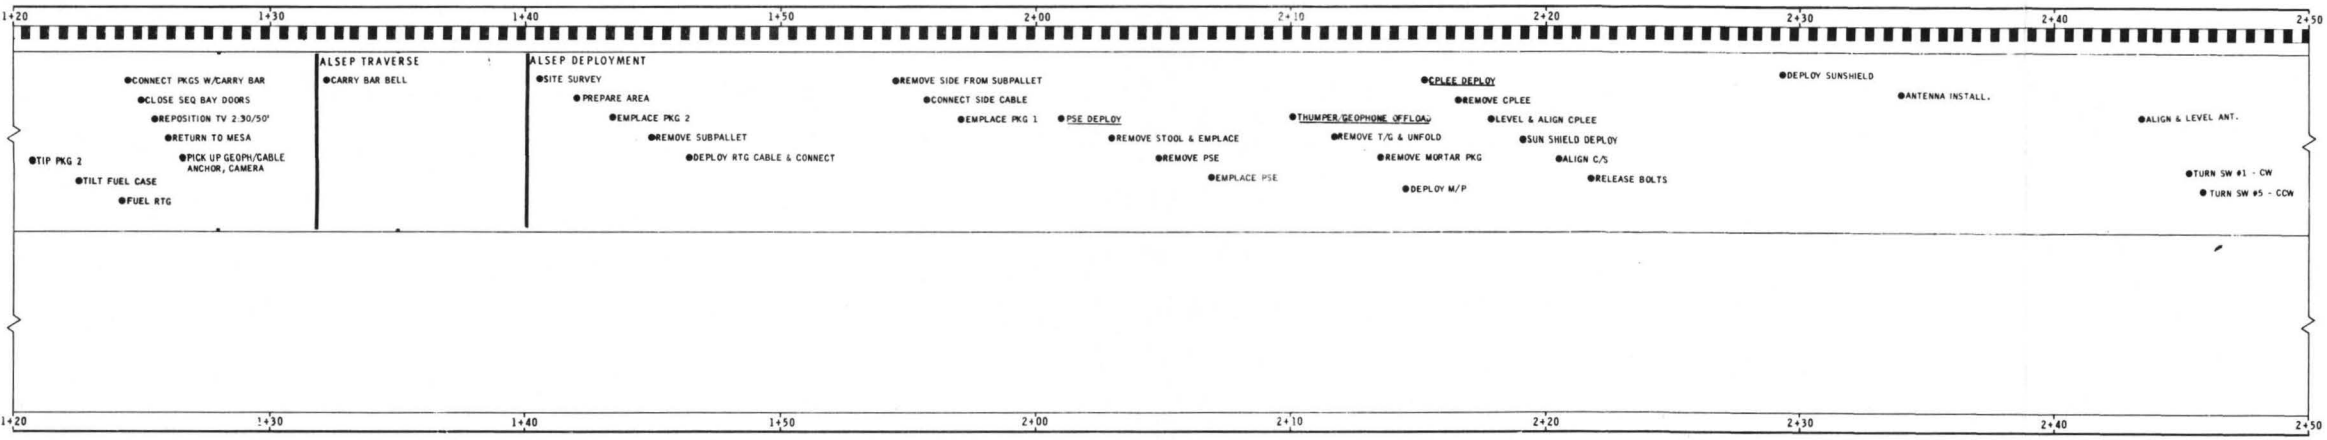 1+20 1+30 1+40 1+50 2+00 2+10 2+20 2+30 2+40 2+50
ALSEP TRAVERSE
ALSEP DEPLOYMENT
●CONNECT PKGS W/CARRY BAR
●CLOSE SEQ BAY DOORS
●REPOSITION TV 2:30/50'
●RETURN TO MESA
●TIP PKG 2
●PICK UP GEOPH/CABLE
ANCHOR, CAMERA
●TILT FUEL CASE
●FUEL RTG
●CARRY BAR BELL
●SITE SURVEY
●PREPARE AREA
●EMPLACE PKG 2
●REMOVE SUBPALLET
●DEPLOY RTG CABLE & CONNECT
●REMOVE SIDE FROM SUBPALLET
●CONNECT SIDE CABLE
●EMPLACE PKG 1
●PSE DEPLOY
●REMOVE STOOL & EMPLACE
●REMOVE PSE
●EMPLACE PSE
●THUMPER/GEOPHONE OFFLOAD
●REMOVE T/G & UNFOLD
●REMOVE MORTAR PKG
●DEPLOY M/P
●CPLEE DEPLOY
●REMOVE CPLEE
●LEVEL & ALIGN CPLEE
●SUN SHIELD DEPLOY
●ALIGN C/S
●RELEASE BOLTS
●DEPLOY SUNSHIELD
●ANTENNA INSTALL.
●ALIGN & LEVEL ANT.
●TURN SW #1 - CW
●TURN SW #5 - CCW
1+20 1+30 1+40 1+50 2+00 2+10 2+20 2+30 2+40 2+50